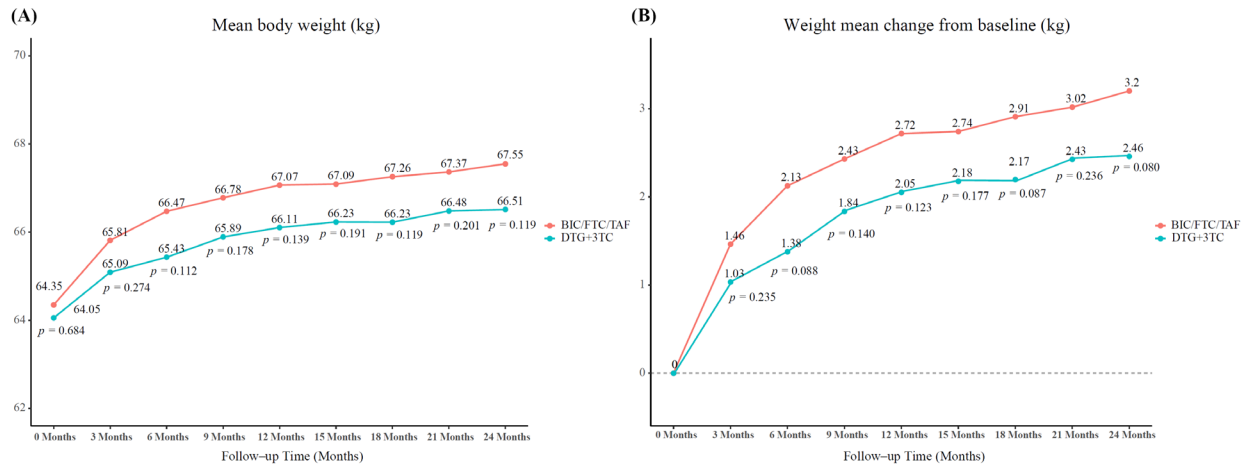 (A)
Mean body weight (kg)
70
68
66
64
62
64.35
65.81
66.47
66.78
67.07
67.09
67.26
67.37
67.55
64.05
65.09
65.43
65.89
66.11
66.23
66.23
66.48
66.51
p = 0.684
p = 0.274
p = 0.112
p = 0.178
p = 0.139
p = 0.191
p = 0.119
p = 0.201
p = 0.119
BIC/FTC/TAF
DTG+3TC
0 Months 3 Months 6 Months 9 Months 12 Months 15 Months 18 Months 21 Months 24 Months
Follow–up Time (Months)
(B)
Weight mean change from baseline (kg)
3
2
1
0
0
1.46
2.13
2.43
2.72
2.74
2.91
3.02
3.2
1.03
1.38
1.84
2.05
2.18
2.17
2.43
2.46
p = 0.235
p = 0.088
p = 0.140
p = 0.123
p = 0.177
p = 0.087
p = 0.236
p = 0.080
BIC/FTC/TAF
DTG+3TC
0 Months 3 Months 6 Months 9 Months 12 Months 15 Months 18 Months 21 Months 24 Months
Follow–up Time (Months)